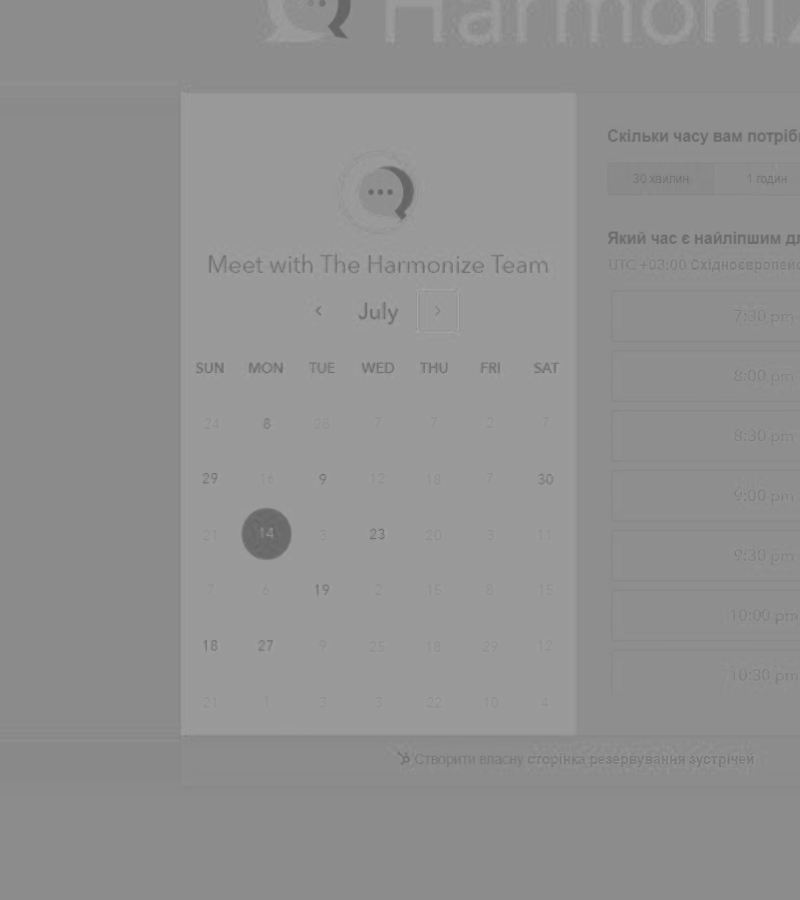 Harmoniz
Meet with The Harmonize Team
‹ July ›
SUN MON TUE WED THU FRI SAT
24 8 28 7 7 2 7
29 16 9 12 18 7 30
21 14 3 23 20 3 11
7 6 19 2 15 8 15
18 27 9 25 18 29 12
21 1 3 3 22 10 4
Скільки часу вам потріб
30 хвилин 1 годин
Який час є найліпшим д
UTC +03:00 Східноєвропейс
7:30 pm
8:00 pm
8:30 pm
9:00 pm
9:30 pm
10:00 pm
10:30 pm
Створити власну сторінка резервування зустрічей